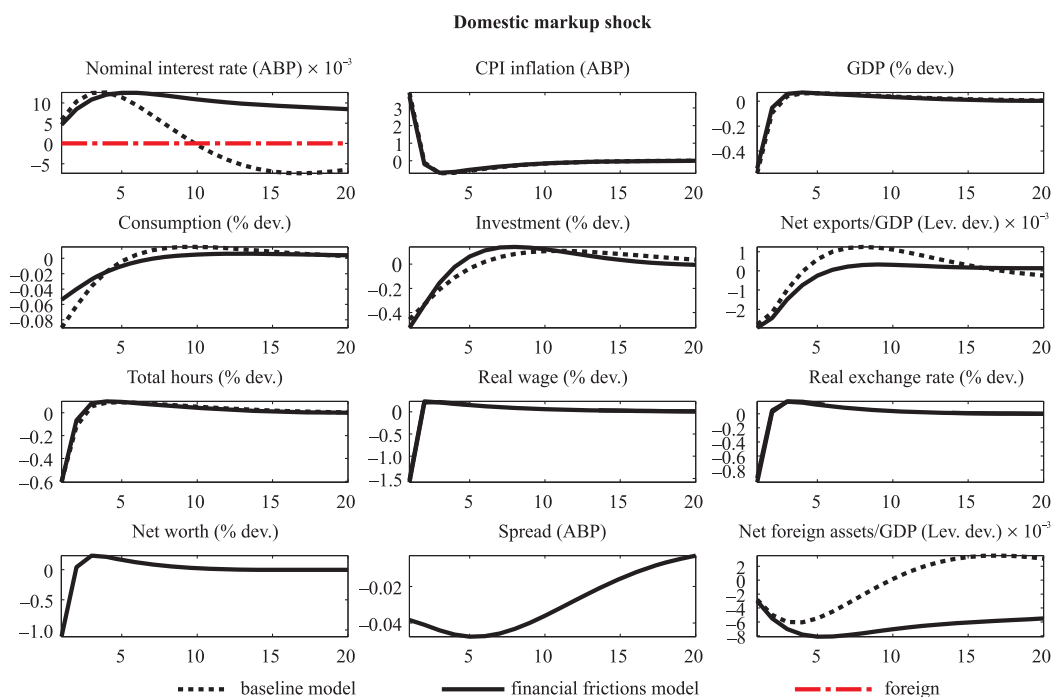 Domestic markup shock
Nominal interest rate (ABP) × 10⁻³
CPI inflation (ABP)
GDP (% dev.)
10
5
0
−5
5 10 15 20
3
2
1
0
5 10 15 20
0
−0.2
−0.4
5 10 15 20
Consumption (% dev.)
Investment (% dev.)
Net exports/GDP (Lev. dev.) × 10⁻³
0
−0.02
−0.04
−0.06
−0.08
5 10 15 20
0
−0.2
−0.4
5 10 15 20
1
0
−1
−2
5 10 15 20
Total hours (% dev.)
Real wage (% dev.)
Real exchange rate (% dev.)
0
−0.2
−0.4
−0.6
5 10 15 20
0
−0.5
−1.0
−1.5
5 10 15 20
0
−0.2
−0.4
−0.6
−0.8
5 10 15 20
Net worth (% dev.)
Spread (ABP)
Net foreign assets/GDP (Lev. dev.) × 10⁻³
0
−0.5
−1.0
5 10 15 20
−0.02
−0.04
5 10 15 20
2
0
−2
−4
−6
−8
5 10 15 20
baseline model
financial frictions model
foreign